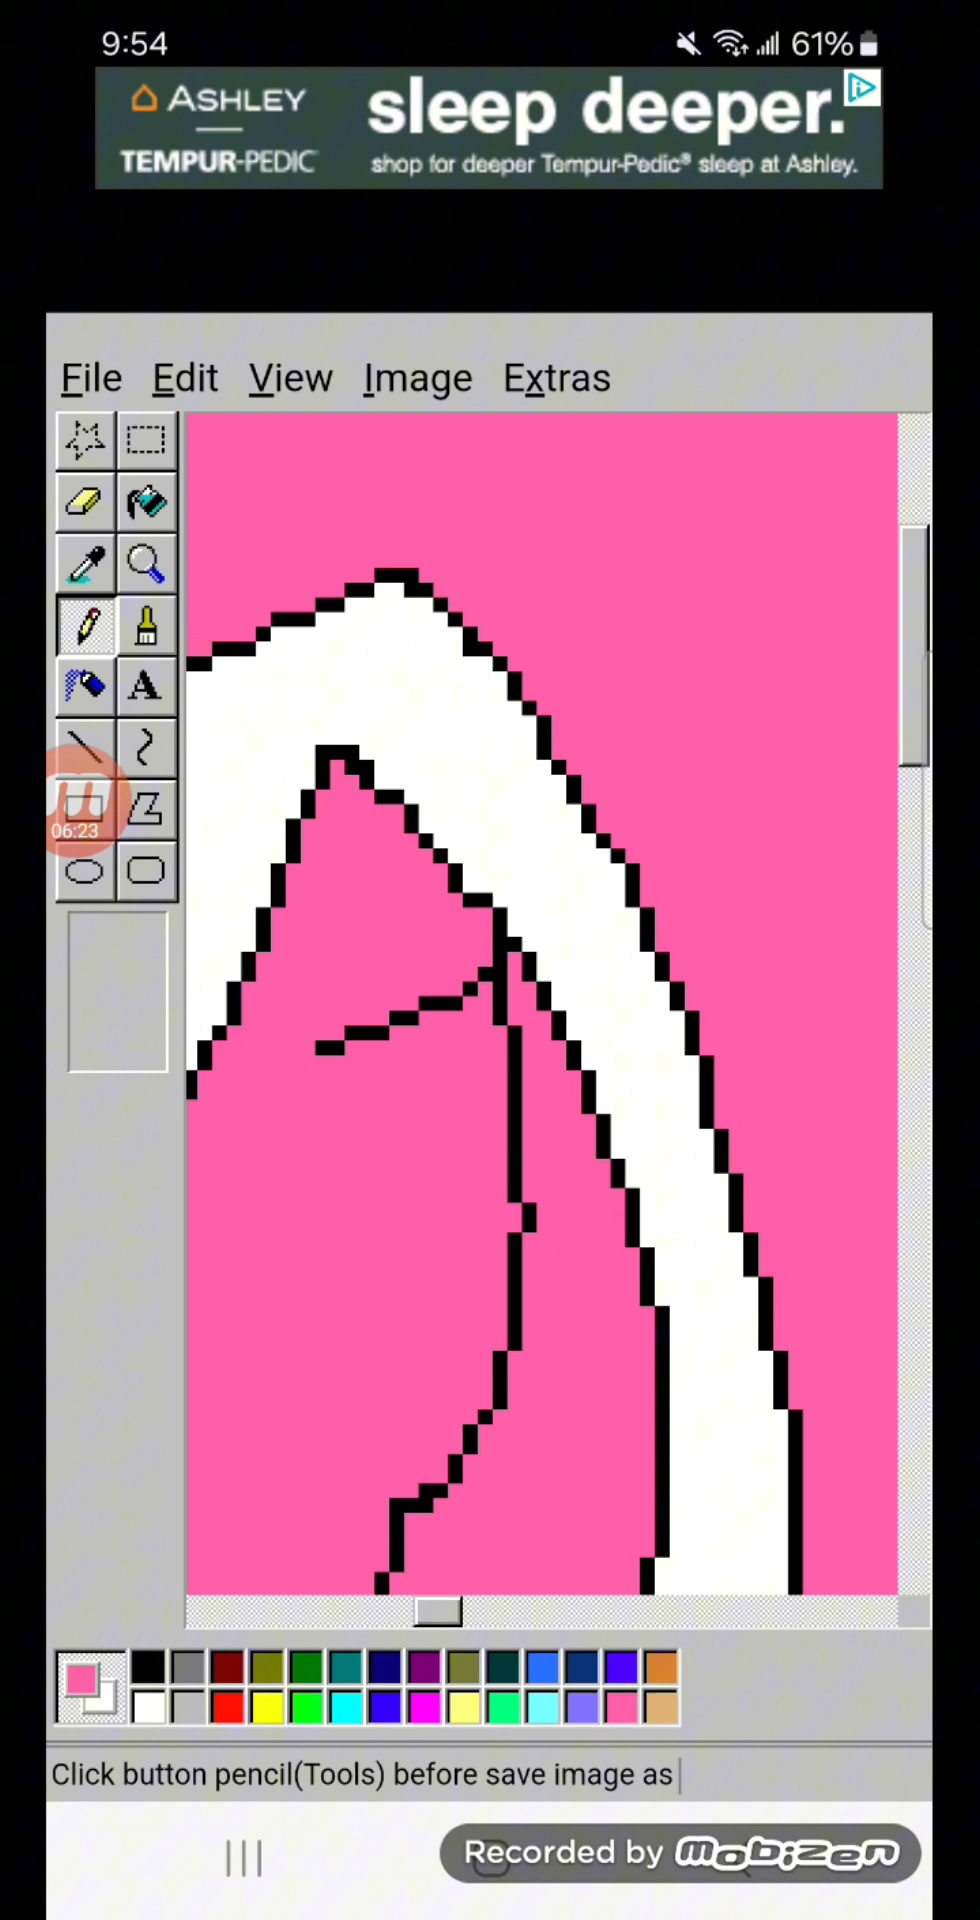 9:54
61%
ASHLEY
TEMPUR-PEDIC
sleep deeper.
shop for deeper Tempur-Pedic® sleep at Ashley.
File Edit View Image Extras
A
06:23
Click button pencil(Tools) before save image as
Recorded by mobizen